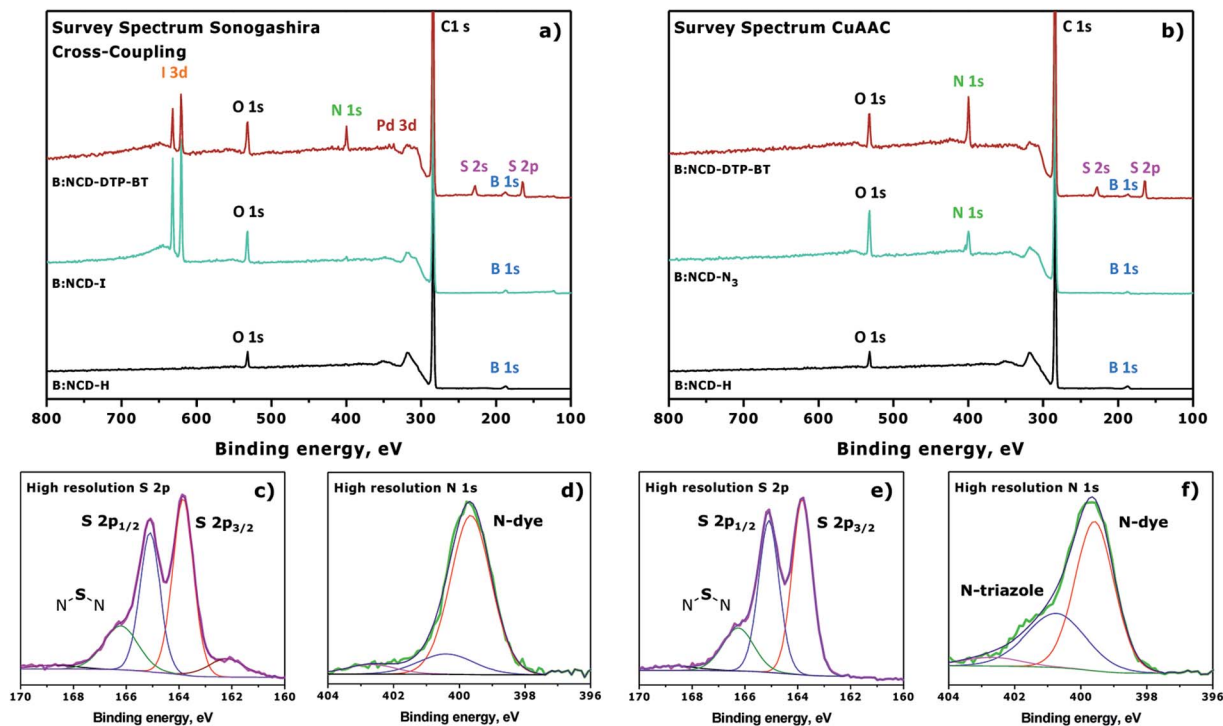 Survey Spectrum Sonogashira
Cross-Coupling
C1 s
a)
I 3d
O 1s
N 1s
Pd 3d
S 2s
S 2p
B 1s
B:NCD-DTP-BT
O 1s
B 1s
B:NCD-I
O 1s
B 1s
B:NCD-H
800 700 600 500 400 300 200 100
Binding energy, eV
Survey Spectrum CuAAC
C 1s
b)
O 1s
N 1s
S 2s
S 2p
B 1s
B:NCD-DTP-BT
O 1s
N 1s
B 1s
B:NCD-N3
O 1s
B 1s
B:NCD-H
800 700 600 500 400 300 200 100
Binding energy, eV
High resolution S 2p
c)
S 2p1/2
S 2p3/2
N S N
170 168 166 164 162 160
Binding energy, eV
High resolution N 1s
d)
N-dye
404 402 400 398 396
Binding energy, eV
High resolution S 2p
e)
S 2p1/2
S 2p3/2
N S N
170 168 166 164 162 160
Binding energy, eV
High resolution N 1s
f)
N-dye
N-triazole
404 402 400 398 396
Binding energy, eV